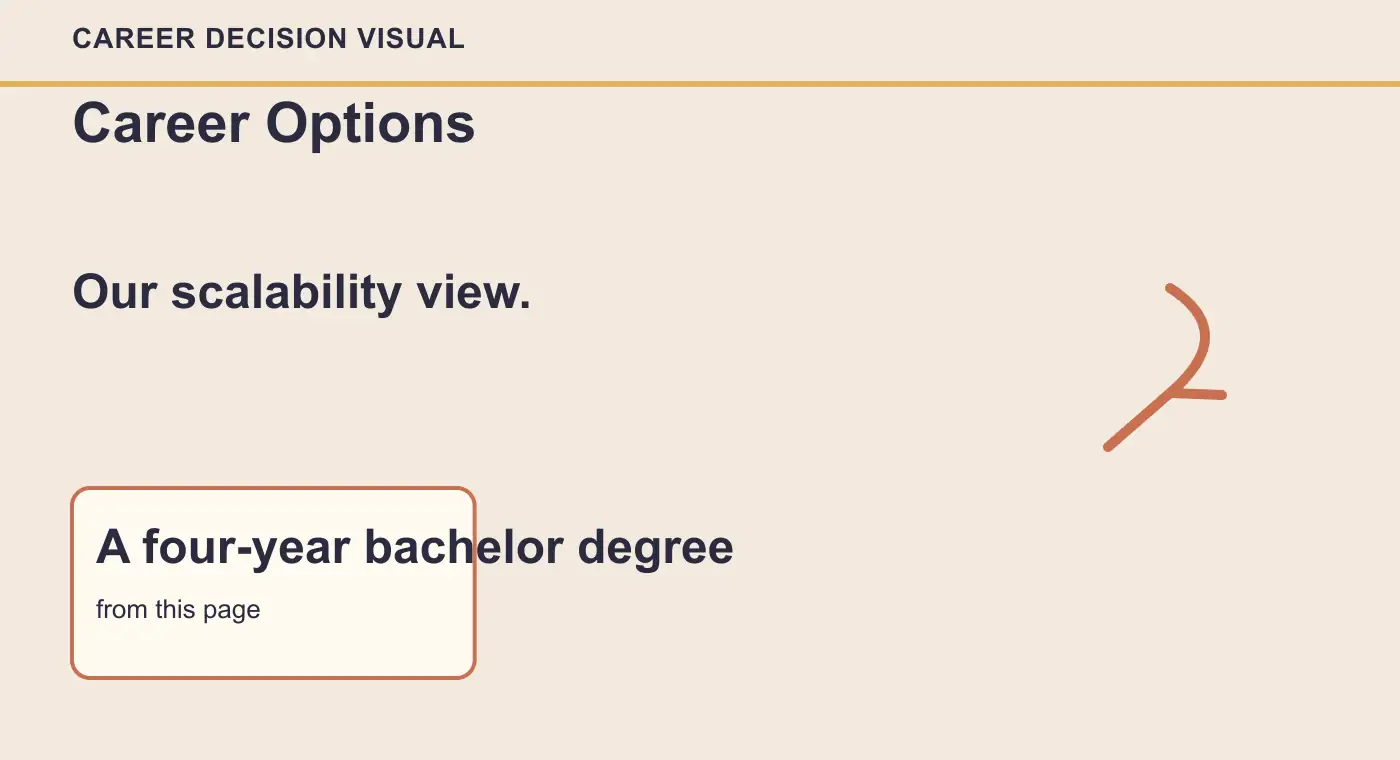 CAREER DECISION VISUAL
Career Options
Our scalability view.
A four-year bachelor degree
from this page